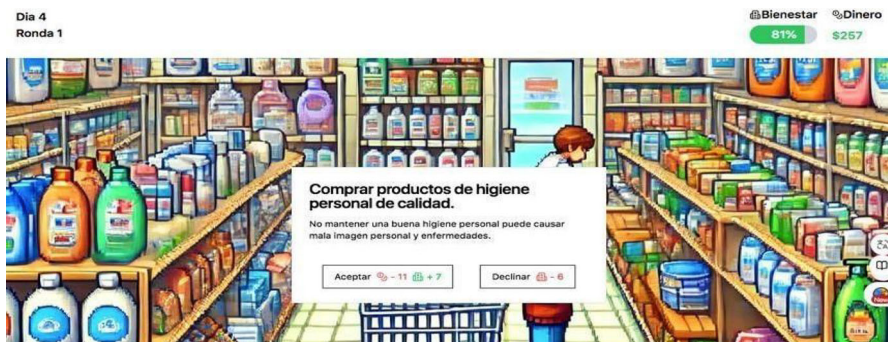 Dia 4
Ronda 1
Bienestar Dinero
81% $257
Comprar productos de higiene
personal de calidad.
No mantener una buena higiene personal puede causar
mala imagen personal y enfermedades.
Aceptar - 11 + 7 Declinar - 6